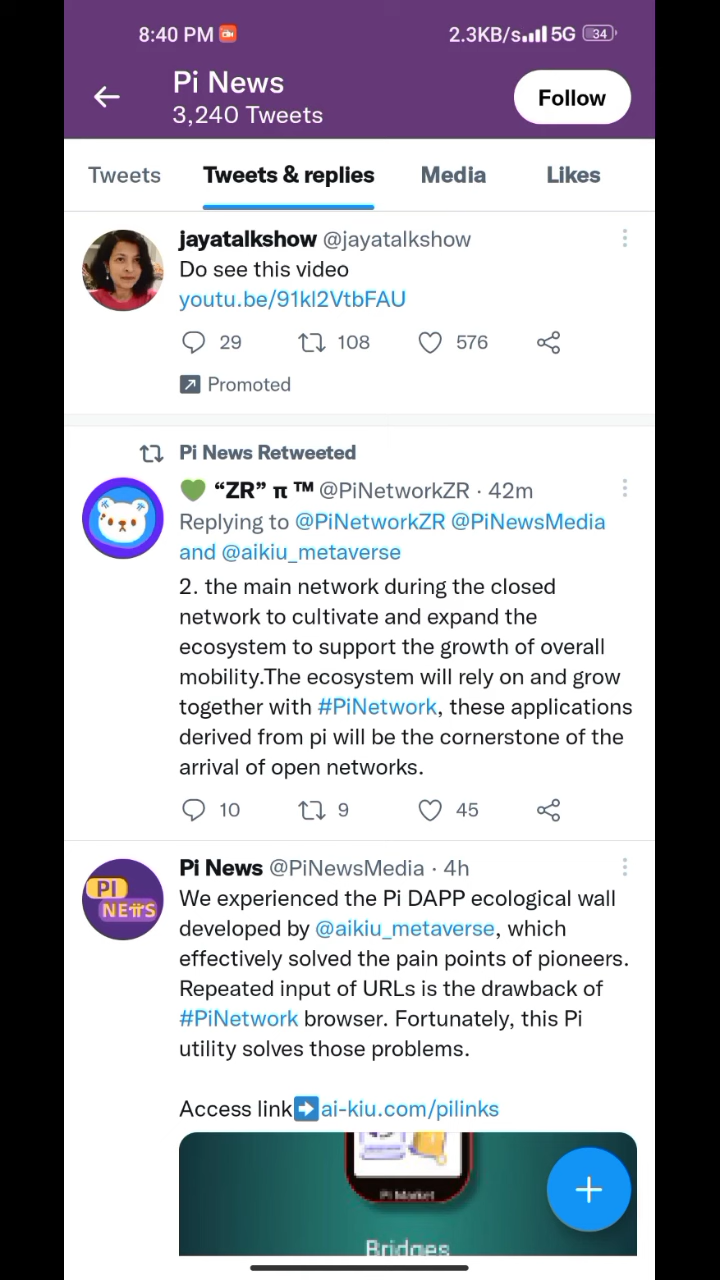 8:40 PM 2.3KB/s 5G 34
Pi News
3,240 Tweets
Follow
Tweets Tweets & replies Media Likes
jayatalkshow @jayatalkshow
Do see this video
youtu.be/91kl2VtbFAU
29 108 576
Promoted
Pi News Retweeted
💚 “ZR” π ™ @PiNetworkZR · 42m
Replying to @PiNetworkZR @PiNewsMedia
and @aikiu_metaverse
2. the main network during the closed
network to cultivate and expand the
ecosystem to support the growth of overall
mobility.The ecosystem will rely on and grow
together with #PiNetwork, these applications
derived from pi will be the cornerstone of the
arrival of open networks.
10 9 45
Pi News @PiNewsMedia · 4h
PI
NEππS
We experienced the Pi DAPP ecological wall
developed by @aikiu_metaverse, which
effectively solved the pain points of pioneers.
Repeated input of URLs is the drawback of
#PiNetwork browser. Fortunately, this Pi
utility solves those problems.
Access link➡️ai-kiu.com/pilinks
Pi Market
Bridges